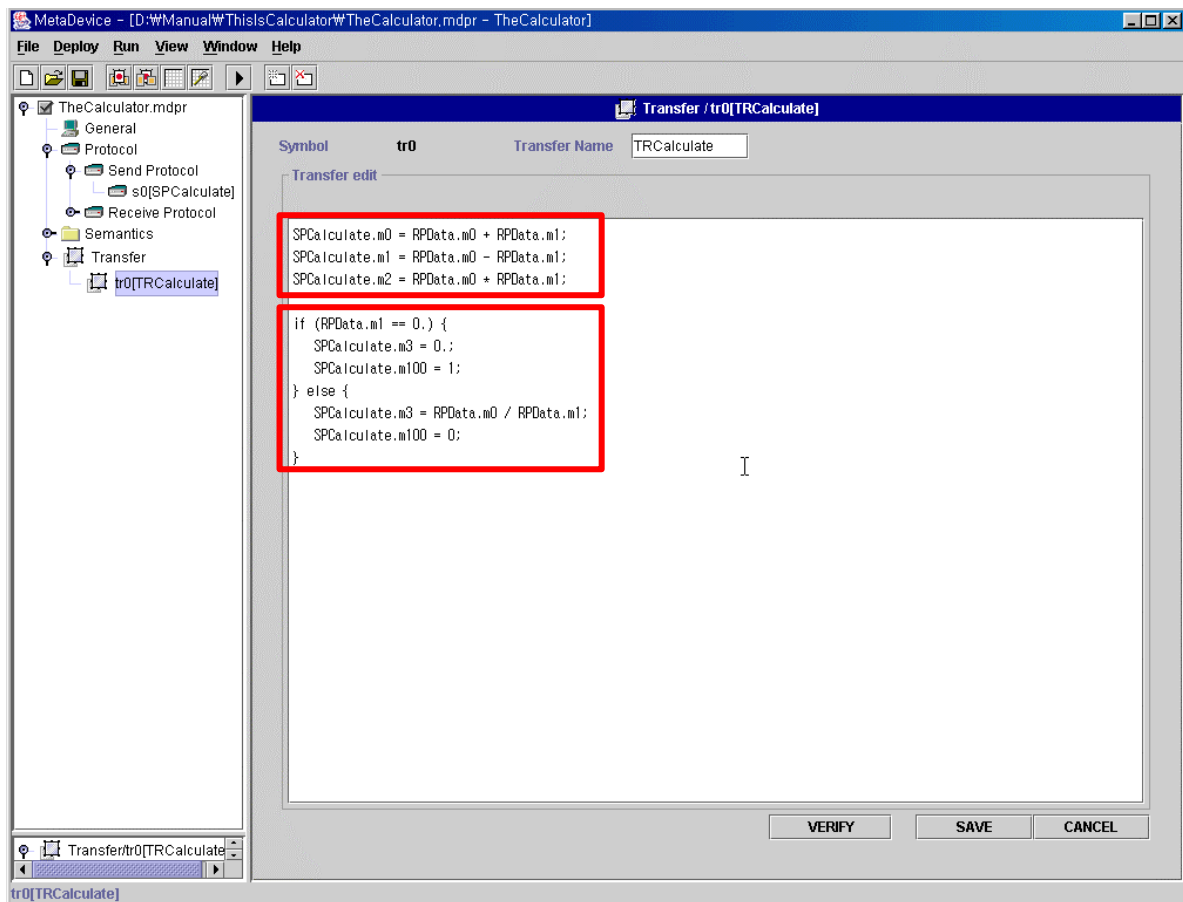 MetaDevice - [D:₩Manual₩ThisIsCalculator₩TheCalculator,mdpr - TheCalculator]
File Deploy Run View Window Help
TheCalculator.mdpr
General
Protocol
Send Protocol
s0[SPCalculate]
Receive Protocol
Semantics
Transfer
tr0[TRCalculate]
Transfer/tr0[TRCalculate
tr0[TRCalculate]
Transfer /tr0[TRCalculate]
Symbol tr0 Transfer Name TRCalculate
Transfer edit
SPCalculate.m0 = RPData.m0 + RPData.m1;
SPCalculate.m1 = RPData.m0 - RPData.m1;
SPCalculate.m2 = RPData.m0 * RPData.m1;
if (RPData.m1 == 0.) {
SPCalculate.m3 = 0.;
SPCalculate.m100 = 1;
} else {
SPCalculate.m3 = RPData.m0 / RPData.m1;
SPCalculate.m100 = 0;
}
VERIFY SAVE CANCEL